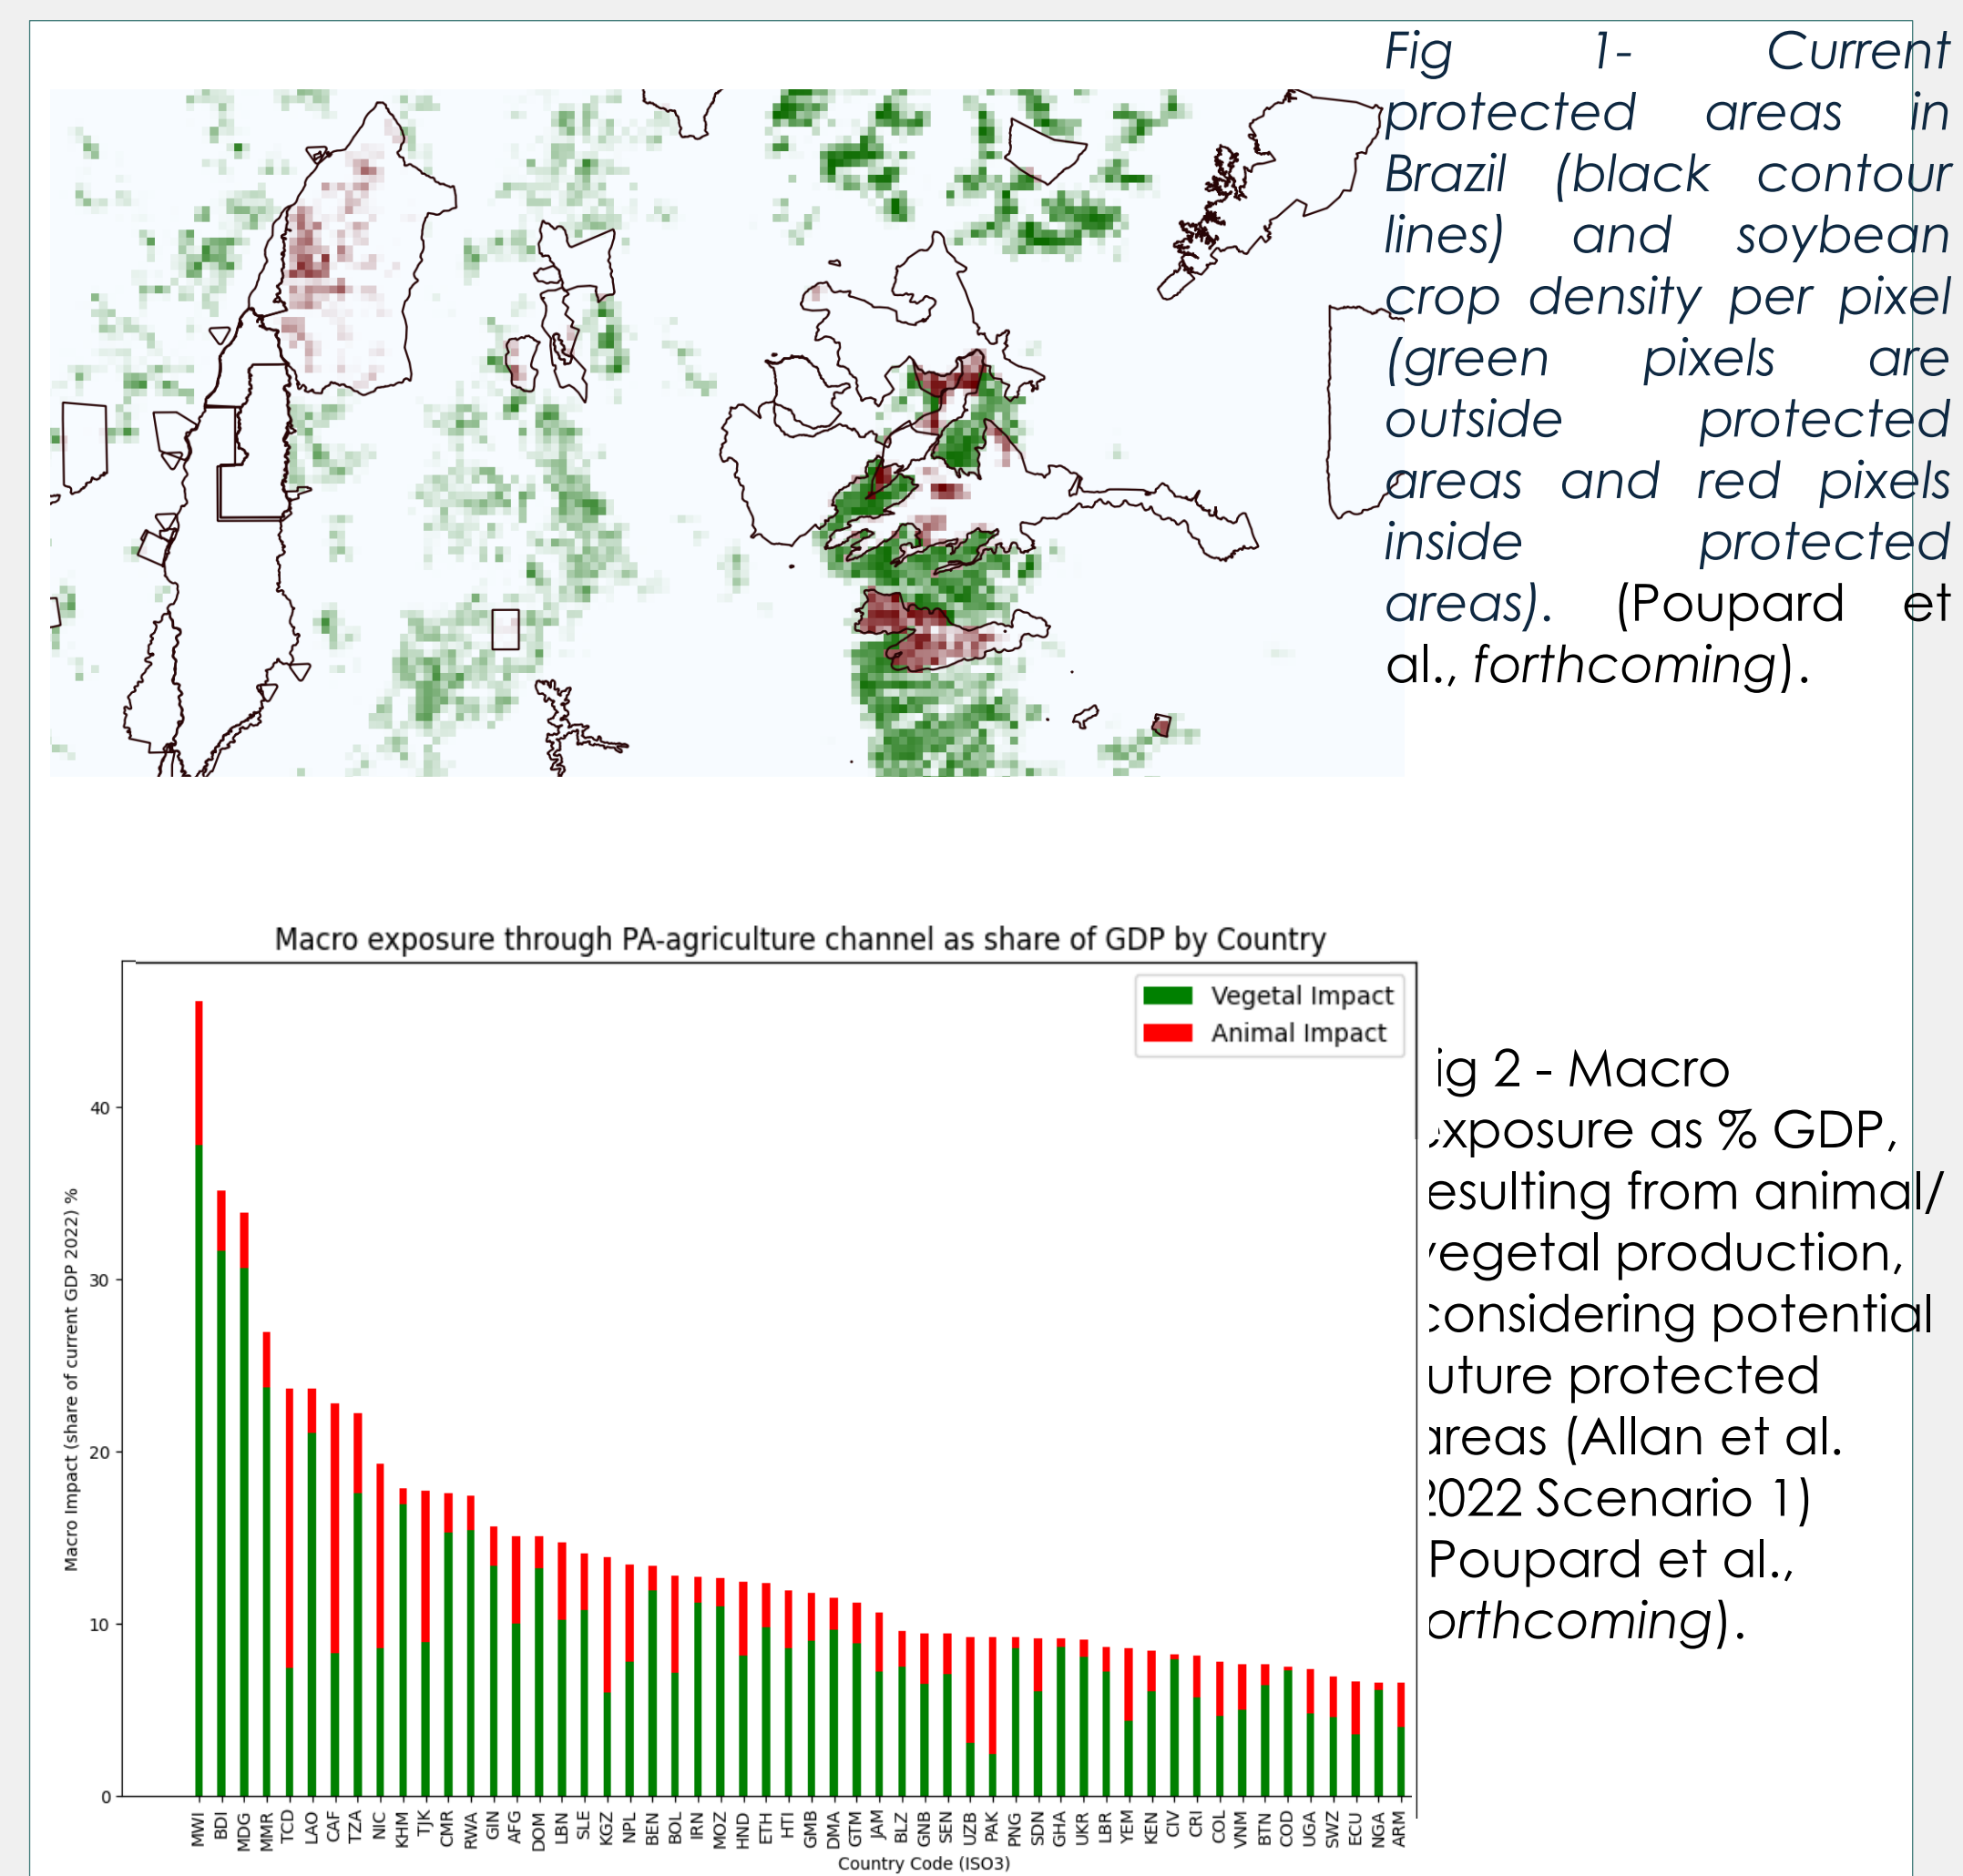 Fig 1- Current
protected areas in
Brazil (black contour
lines) and soybean
crop density per pixel
(green pixels are
outside protected
areas and red pixels
inside protected
areas). (Poupard et
al., forthcoming).
Macro exposure through PA-agriculture channel as share of GDP by Country
Vegetal Impact
Animal Impact
Macro Impact (share of current GDP 2022) %
40
30
20
10
0
MWI BDI MDG MMR TCD LAO CAF TZA NIC KHM TJK CMR RWA GIN AFG DOM LBN SLE KGZ NPL BEN BOL IRN MOZ HND ETH HTI GMB DMA GTM JAM BLZ GNB SEN UZB PAK PNG SDN GHA UKR LBR YEM KEN CIV CRI COL VNM BTN COD UGA SWZ ECU NGA ARM
Country Code (ISO3)
ig 2 - Macro
xposure as % GDP,
esulting from animal/
vegetal production,
considering potential
uture protected
areas (Allan et al.
2022 Scenario 1)
Poupard et al.,
orthcoming).